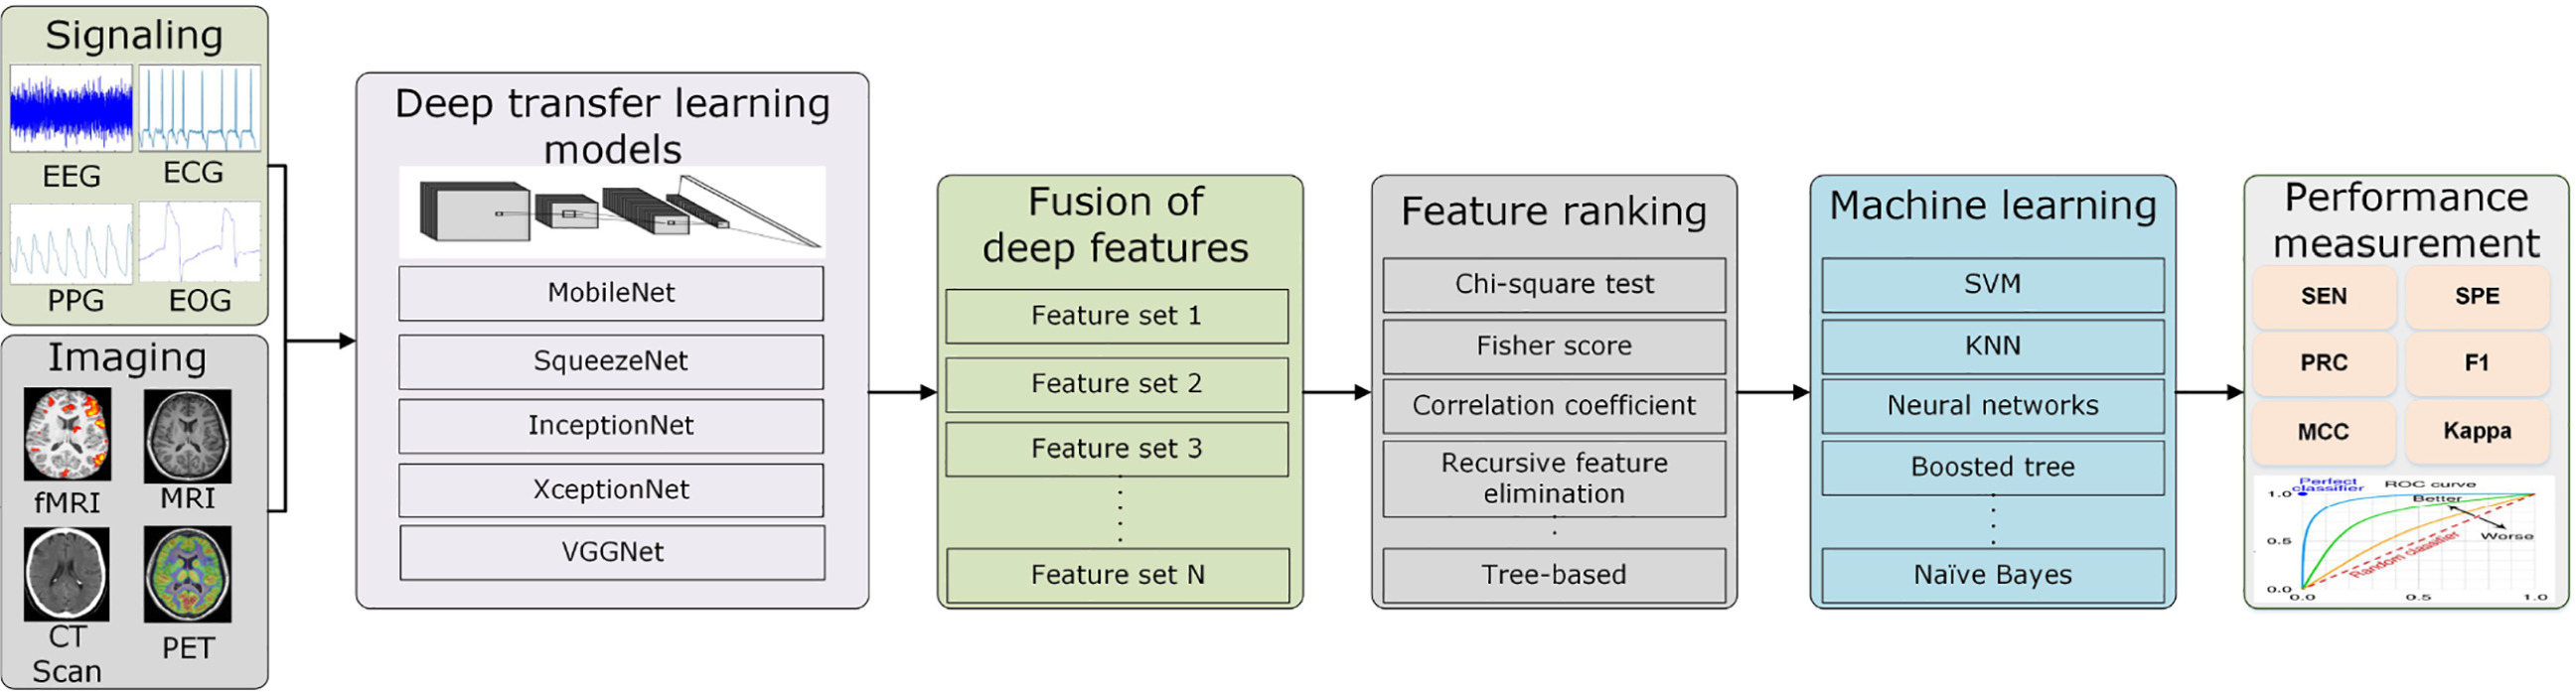 Signaling
EEG
ECG
PPG
EOG
Imaging
fMRI
MRI
CT
Scan
PET
Deep transfer learning
models
MobileNet
SqueezeNet
InceptionNet
XceptionNet
VGGNet
Fusion of
deep features
Feature set 1
Feature set 2
Feature set 3
Feature set N
Feature ranking
Chi-square test
Fisher score
Correlation coefficient
Recursive feature
elimination
Tree-based
Machine learning
SVM
KNN
Neural networks
Boosted tree
Naïve Bayes
Performance
measurement
SEN
SPE
PRC
F1
MCC
Kappa
Perfect
classifier
ROC curve
1.0
Better
0.5
Worse
Random classifier
0.0
0.0
0.5
1.0